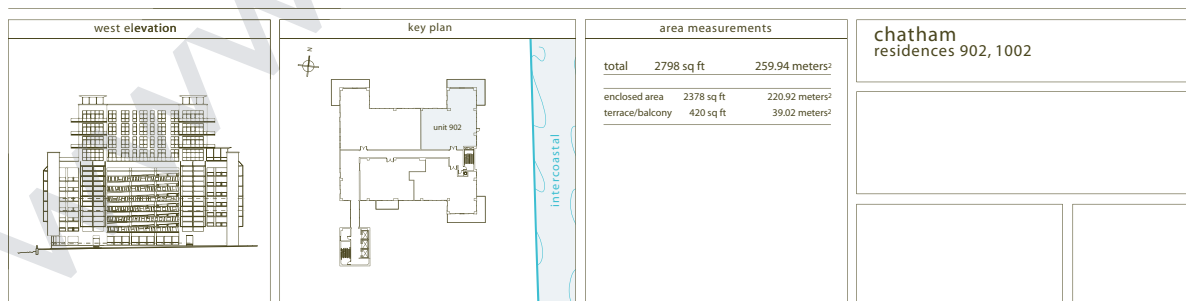 west elevation
key plan
N
unit 902
intercoastal
area measurements
total 2798 sq ft 259.94 meters²
enclosed area 2378 sq ft 220.92 meters²
terrace/balcony 420 sq ft 39.02 meters²
chatham
residences 902, 1002